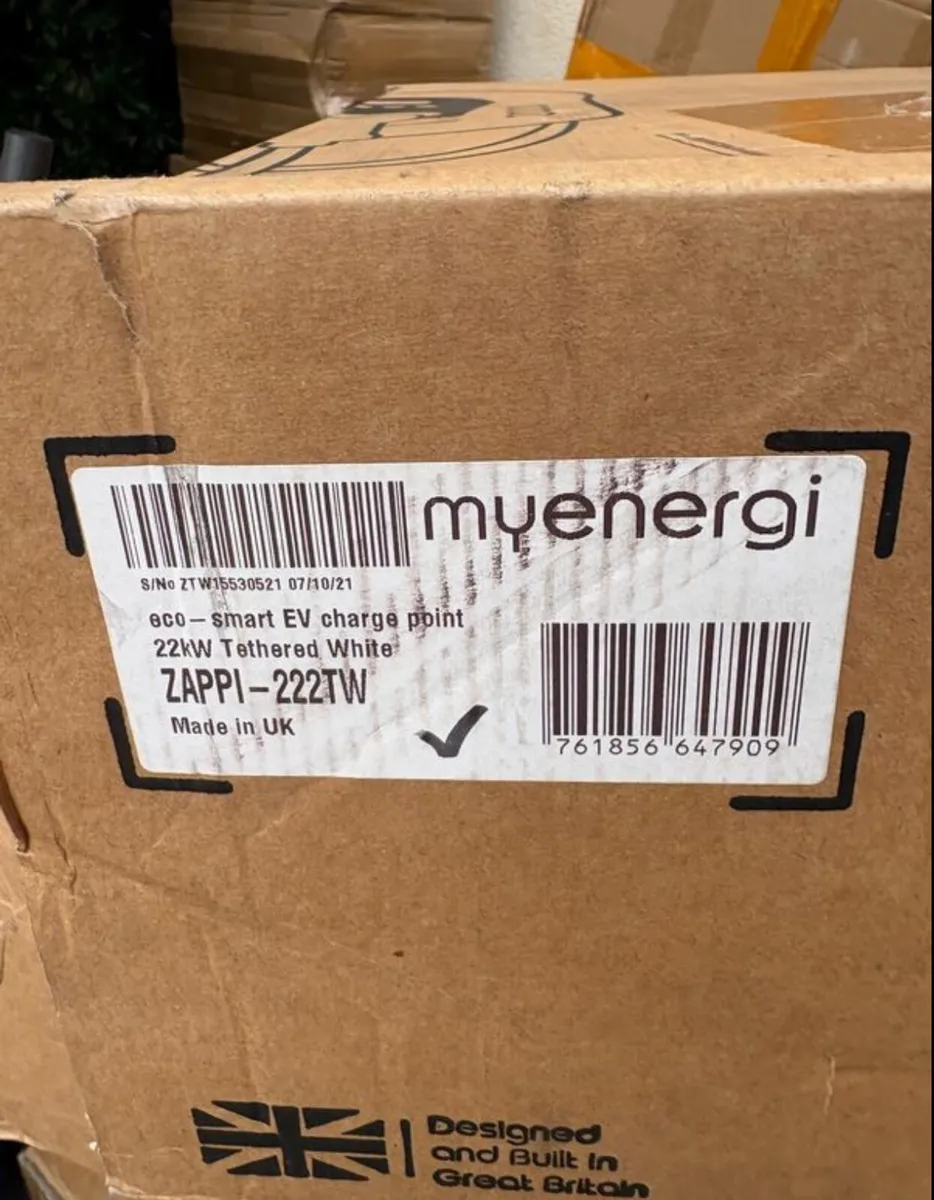 myenergi
S/No ZTW15530521 07/10/21
eco-smart EV charge point
22kW Tethered White
ZAPPI-222TW
Made in UK
761856 647909
Designed
and Built in
Great Britain